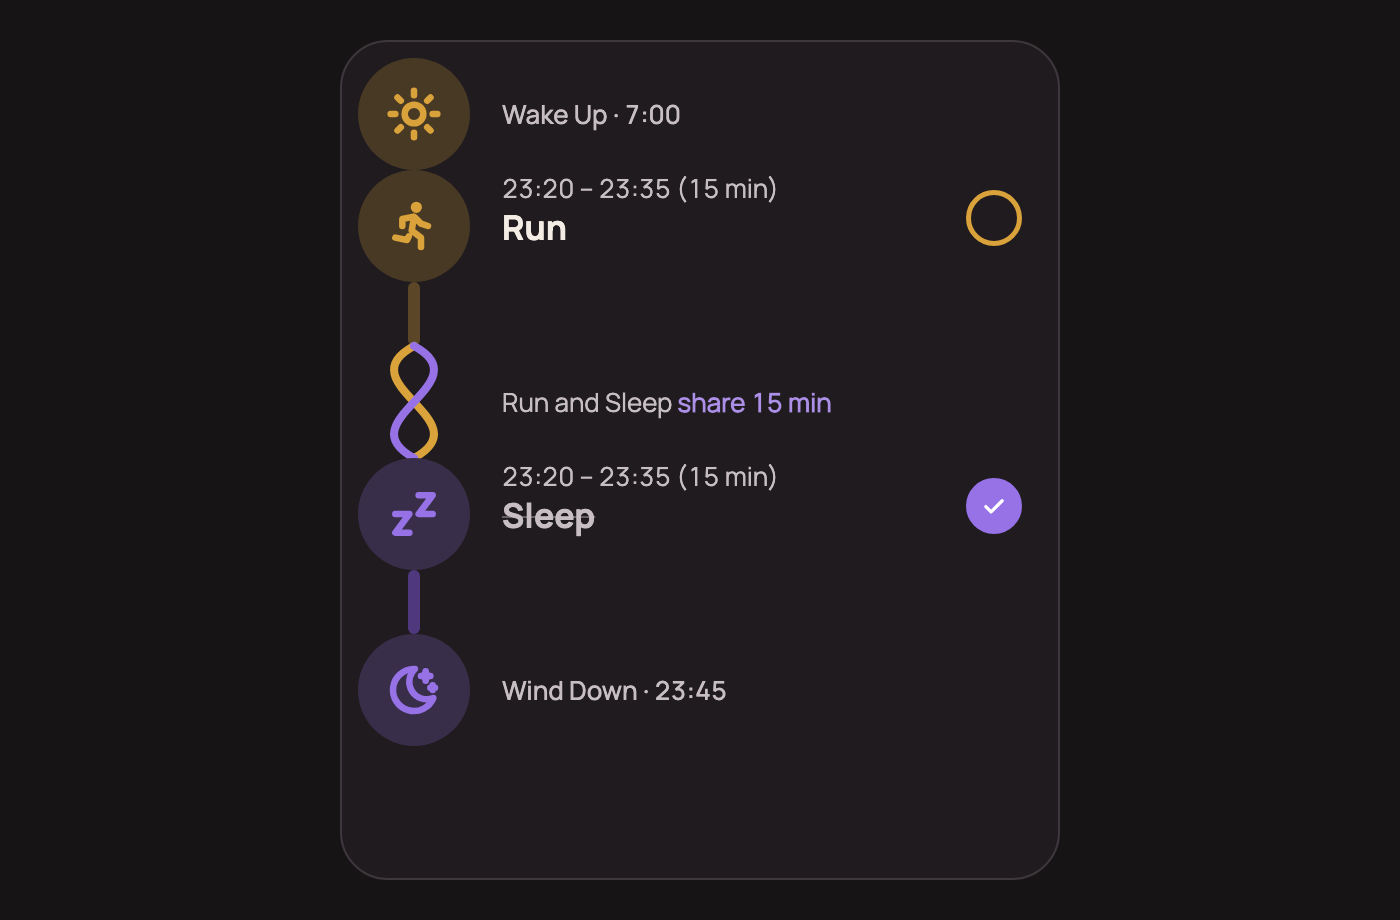 Wake Up · 7:00
23:20 – 23:35 (15 min)
Run
Run and Sleep share 15 min
23:20 – 23:35 (15 min)
Sleep
Wind Down · 23:45